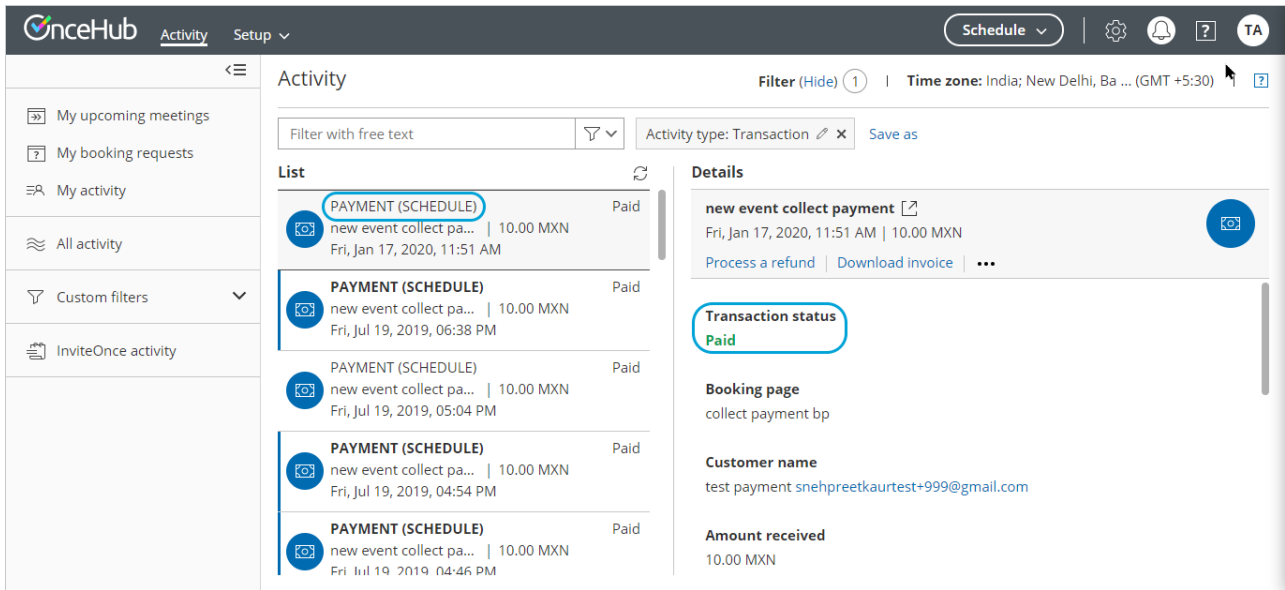 OnceHub Activity Setup Schedule ? TA
My upcoming meetings
My booking requests
My activity
All activity
Custom filters
InviteOnce activity
Activity
Filter (Hide) 1 | Time zone: India; New Delhi, Ba ... (GMT +5:30) ?
Filter with free text
Activity type: Transaction
Save as
List
PAYMENT (SCHEDULE) Paid
new event collect pa... | 10.00 MXN
Fri, Jan 17, 2020, 11:51 AM
PAYMENT (SCHEDULE) Paid
new event collect pa... | 10.00 MXN
Fri, Jul 19, 2019, 06:38 PM
PAYMENT (SCHEDULE) Paid
new event collect pa... | 10.00 MXN
Fri, Jul 19, 2019, 05:04 PM
PAYMENT (SCHEDULE) Paid
new event collect pa... | 10.00 MXN
Fri, Jul 19, 2019, 04:54 PM
PAYMENT (SCHEDULE) Paid
new event collect pa... | 10.00 MXN
Fri, Jul 19, 2019, 04:46 PM
Details
new event collect payment
Fri, Jan 17, 2020, 11:51 AM | 10.00 MXN
Process a refund | Download invoice | •••
Transaction status
Paid
Booking page
collect payment bp
Customer name
test payment snehpreetkaurtest+999@gmail.com
Amount received
10.00 MXN